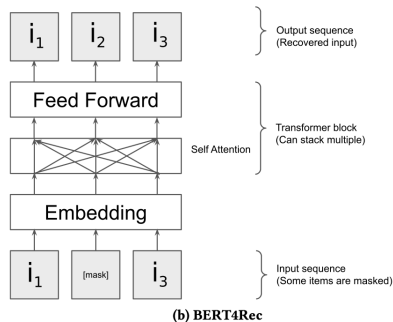 i1 i2 i3
Output sequence
(Recovered input)
Feed Forward
Self Attention
Transformer block
(Can stack multiple)
Embedding
i1 [mask] i3
Input sequence
(Some items are masked)
(b) BERT4Rec